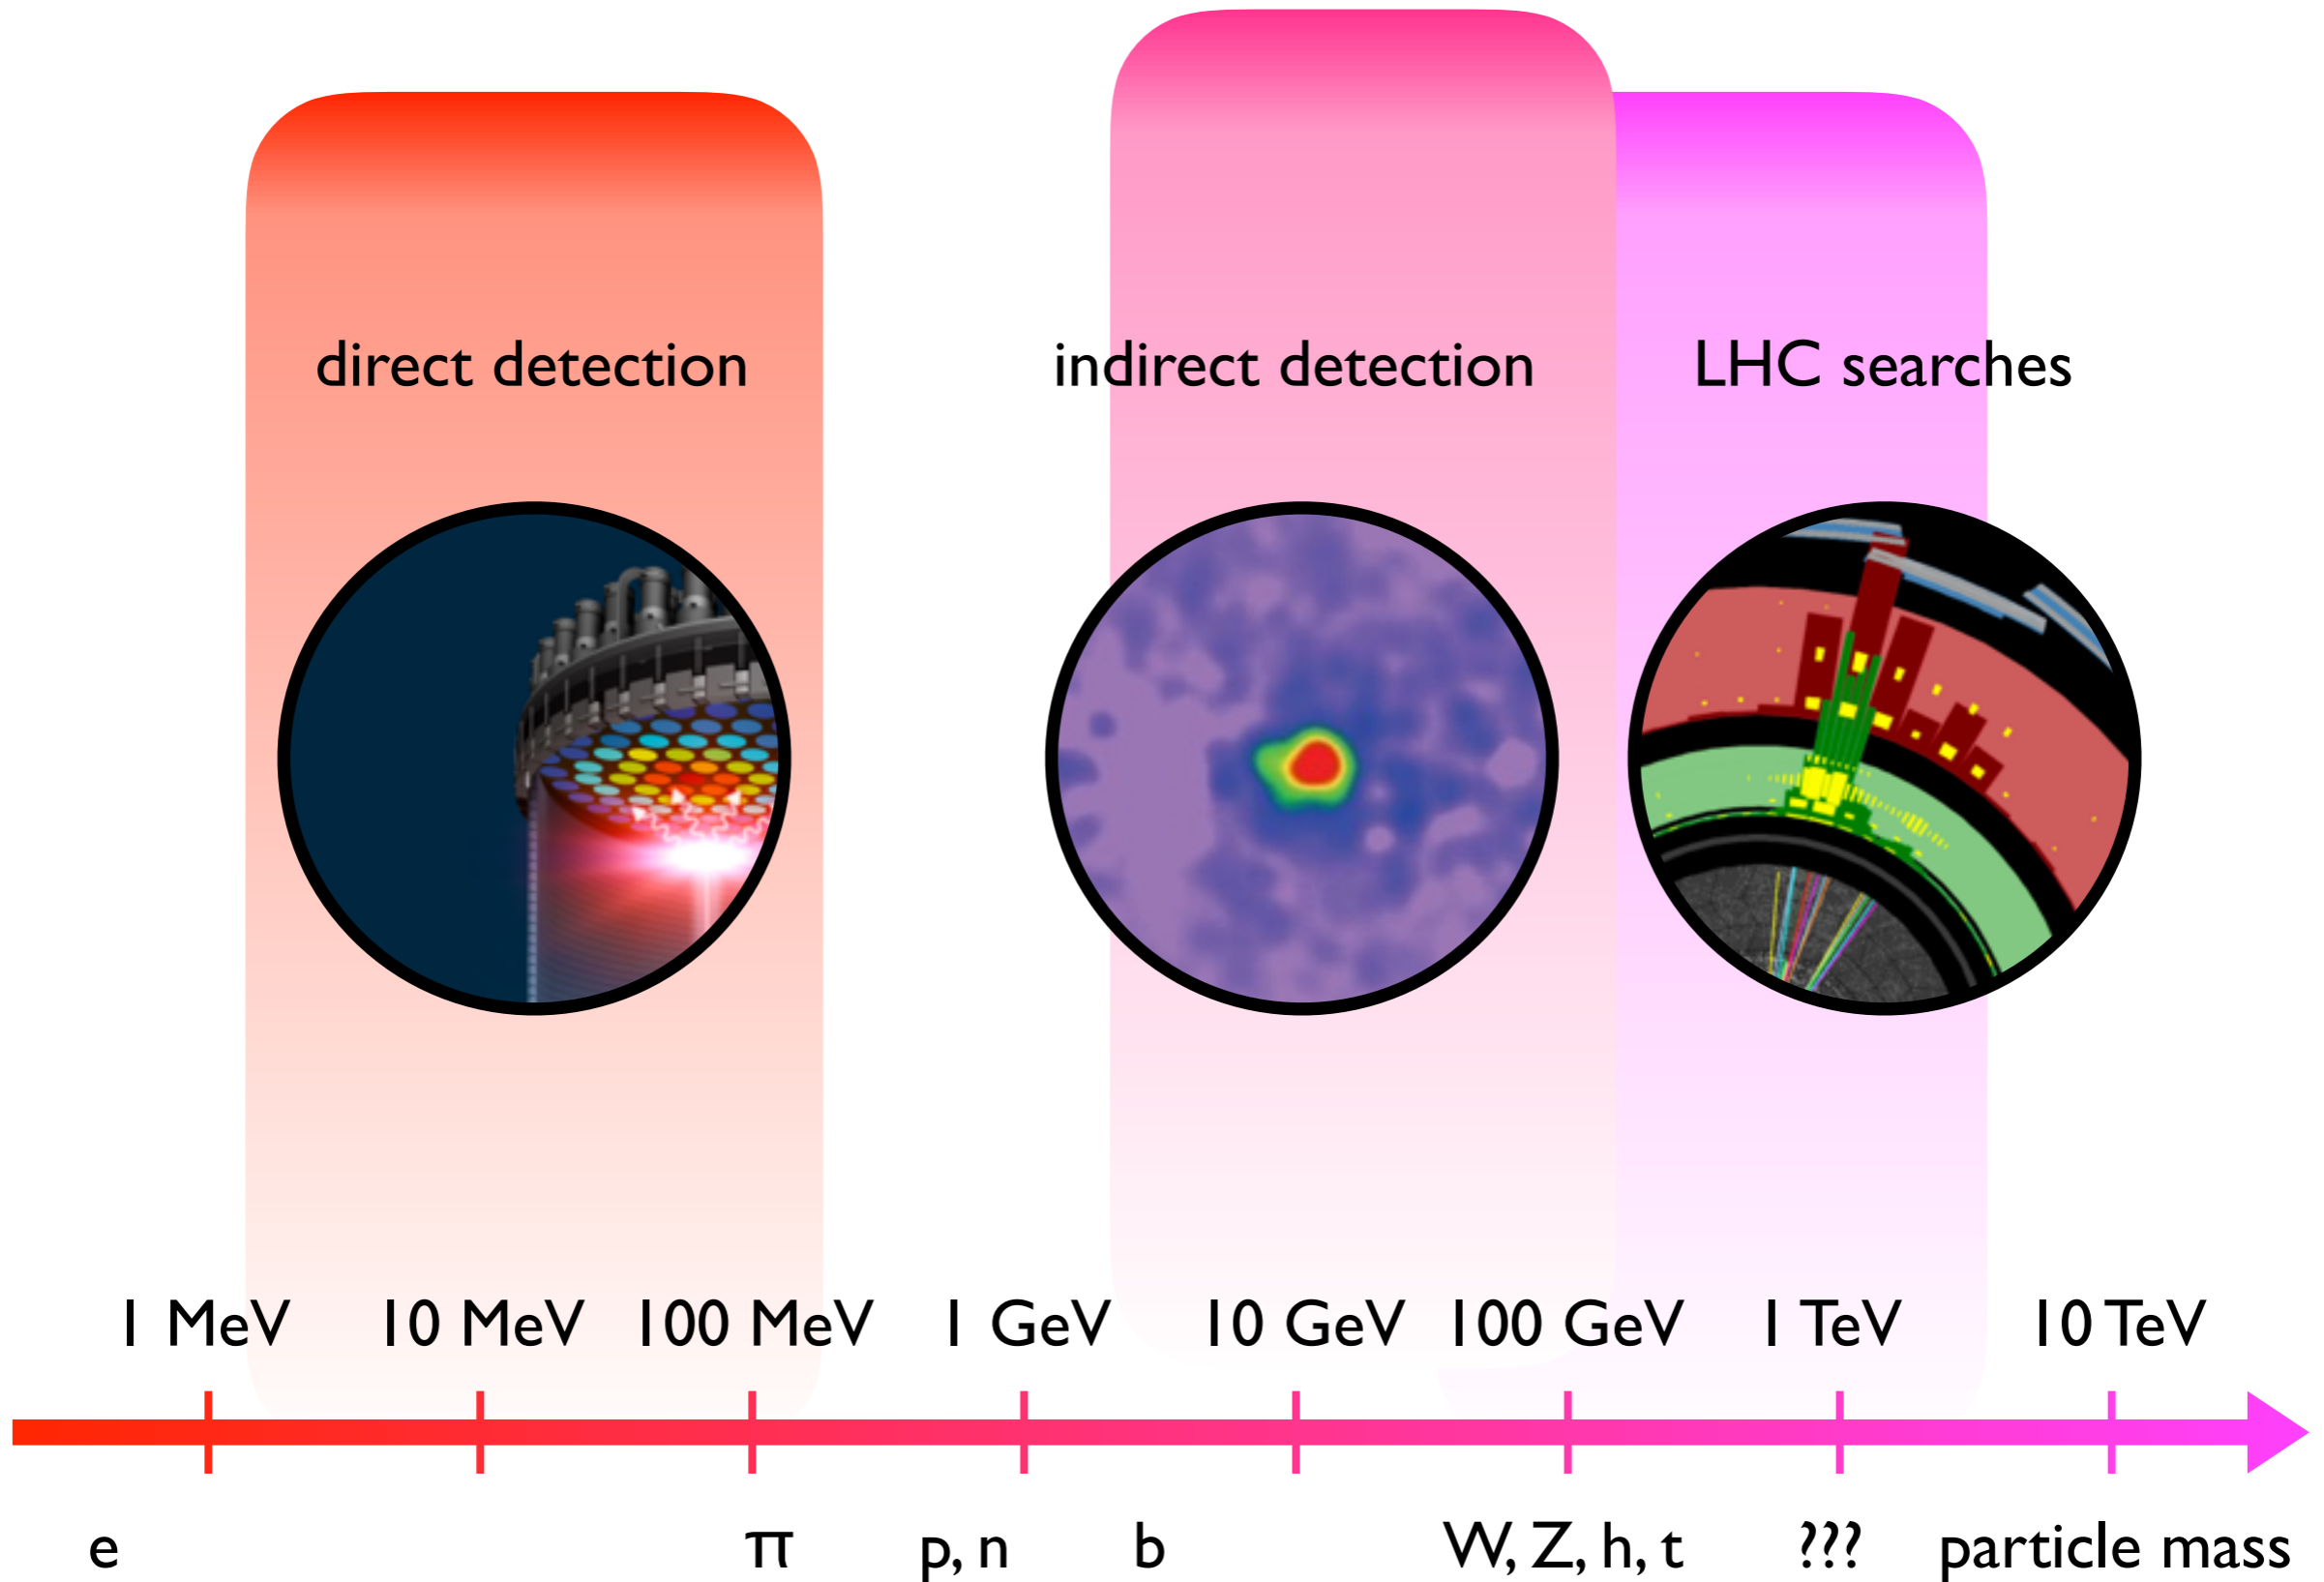 direct detection indirect detection LHC searches
1 MeV 10 MeV 100 MeV 1 GeV 10 GeV 100 GeV 1 TeV 10 TeV
e π p, n b W, Z, h, t ??? particle mass